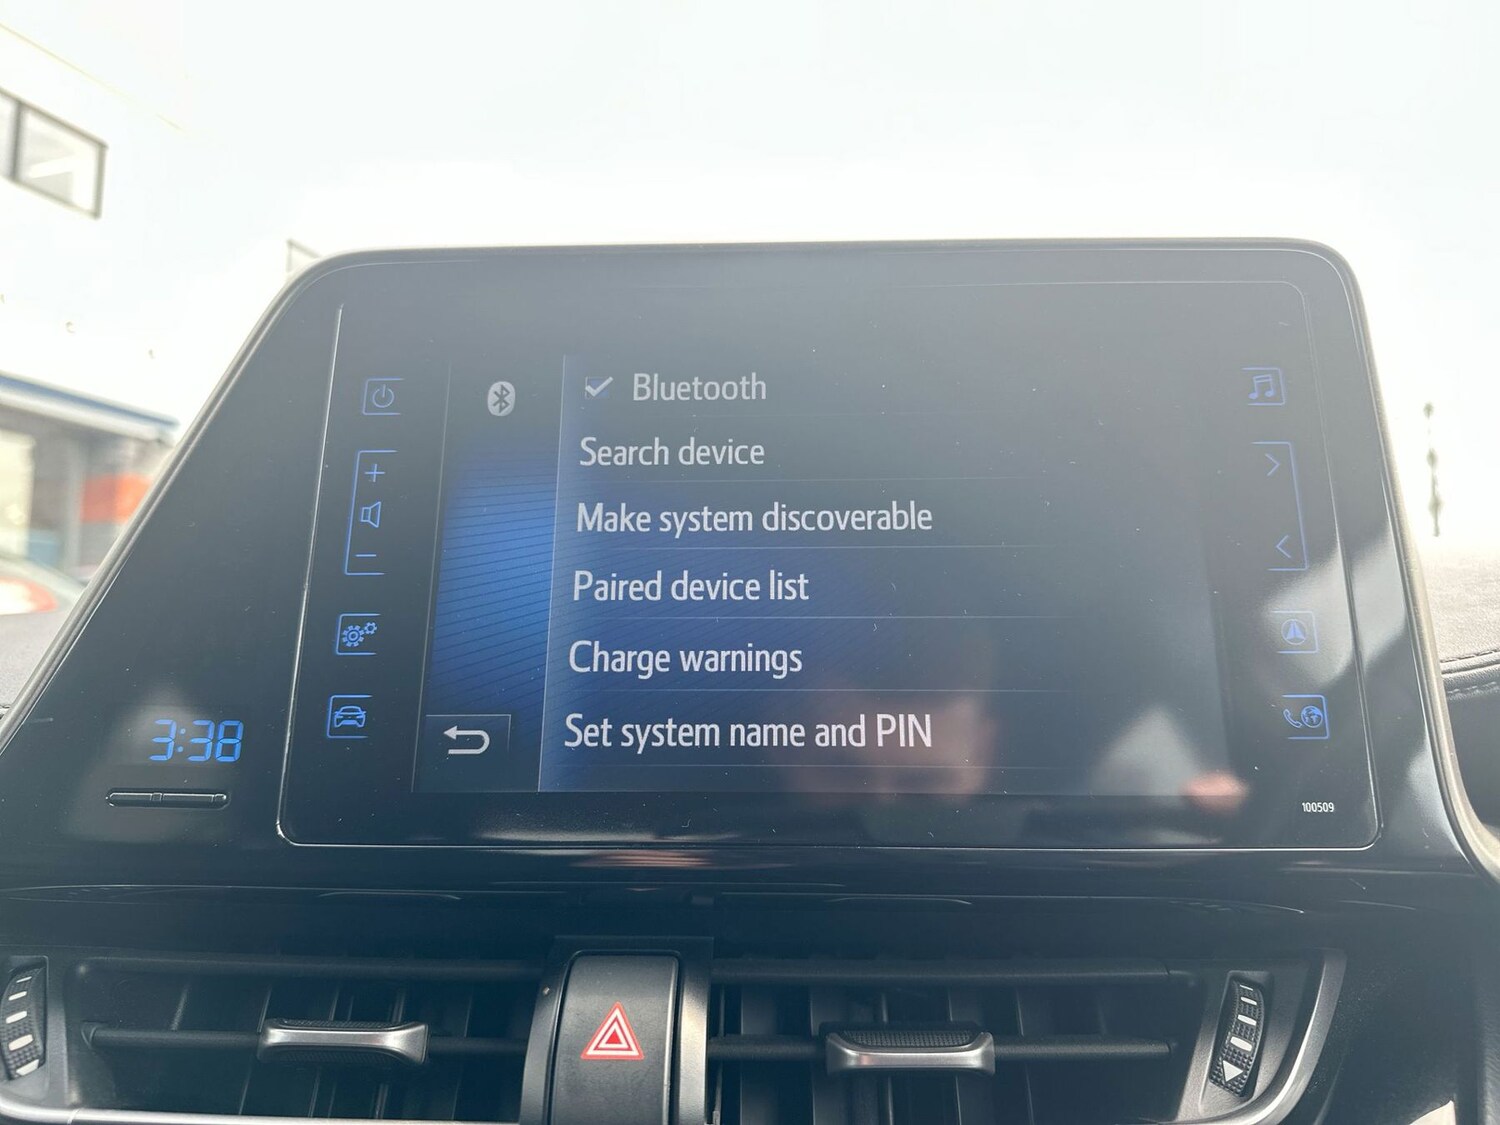 Bluetooth
Search device
Make system discoverable
Paired device list
Charge warnings
Set system name and PIN
3:38
100509